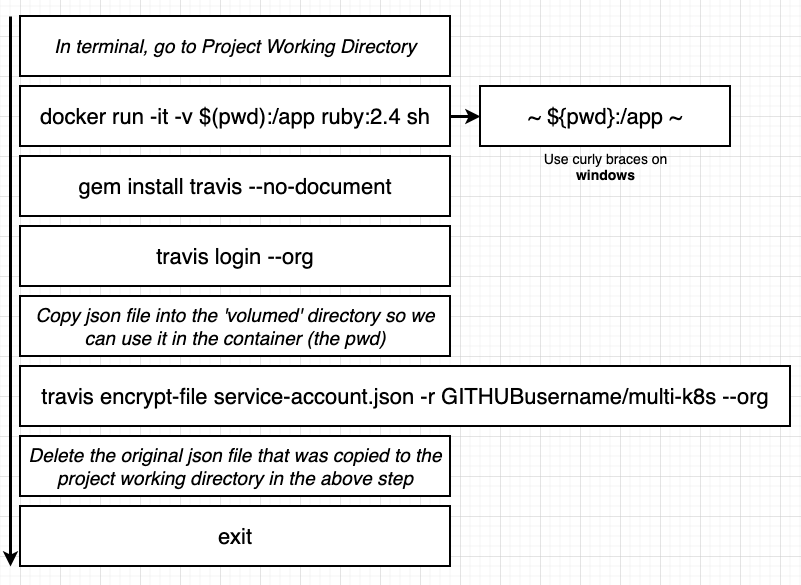 In terminal, go to Project Working Directory
docker run -it -v $(pwd):/app ruby:2.4 sh
~ ${pwd}:/app ~
Use curly braces on
windows
gem install travis --no-document
travis login --org
Copy json file into the 'volumed' directory so we
can use it in the container (the pwd)
travis encrypt-file service-account.json -r GITHUBusername/multi-k8s --org
Delete the original json file that was copied to the
project working directory in the above step
exit